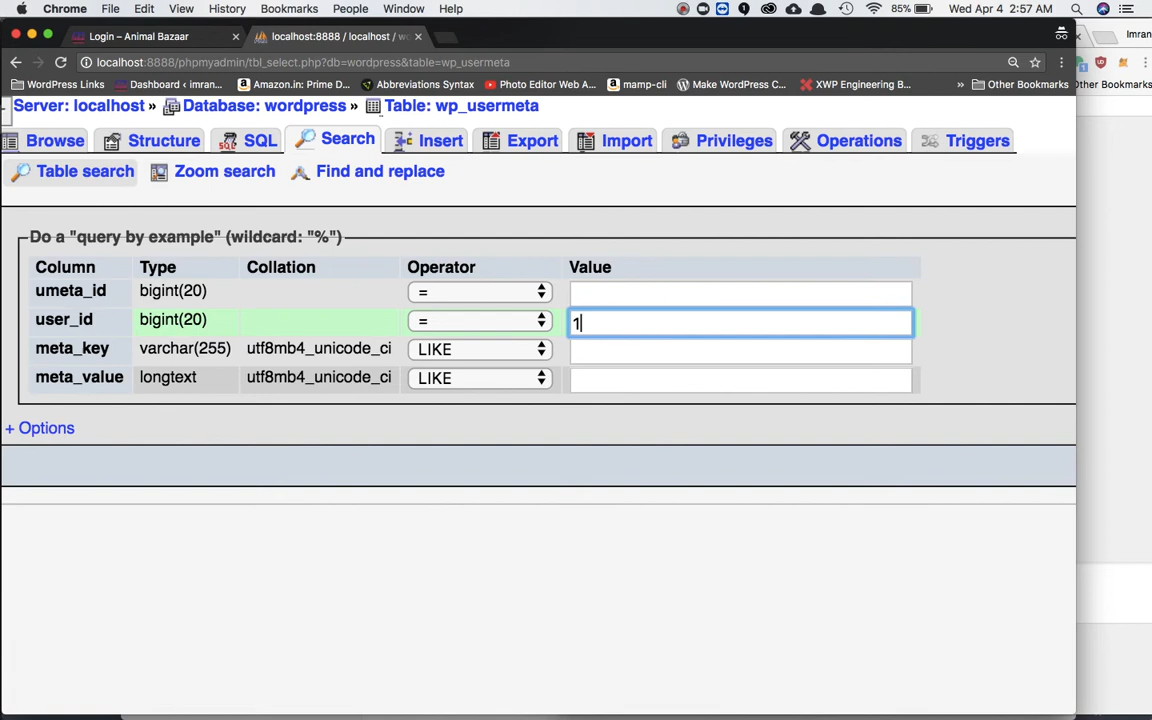 Chrome File Edit View History Bookmarks People Window Help 85% Wed Apr 4 2:57 AM
Login – Animal Bazaar localhost:8888 / localhost / wo Imran
localhost:8888/phpmyadmin/tbl_select.php?db=wordpress&table=wp_usermeta
WordPress Links Dashboard ‹ imran... Amazon.in: Prime D... Abbreviations Syntax Photo Editor Web A... mamp-cli Make WordPress C... XWP Engineering B... » Other Bookmarks Other Bookmarks
Server: localhost » Database: wordpress » Table: wp_usermeta
Browse Structure SQL Search Insert Export Import Privileges Operations Triggers
Table search Zoom search Find and replace
Do a "query by example" (wildcard: "%")
Column Type Collation Operator Value
umeta_id bigint(20) =
user_id bigint(20) = 1
meta_key varchar(255) utf8mb4_unicode_ci LIKE
meta_value longtext utf8mb4_unicode_ci LIKE
+ Options